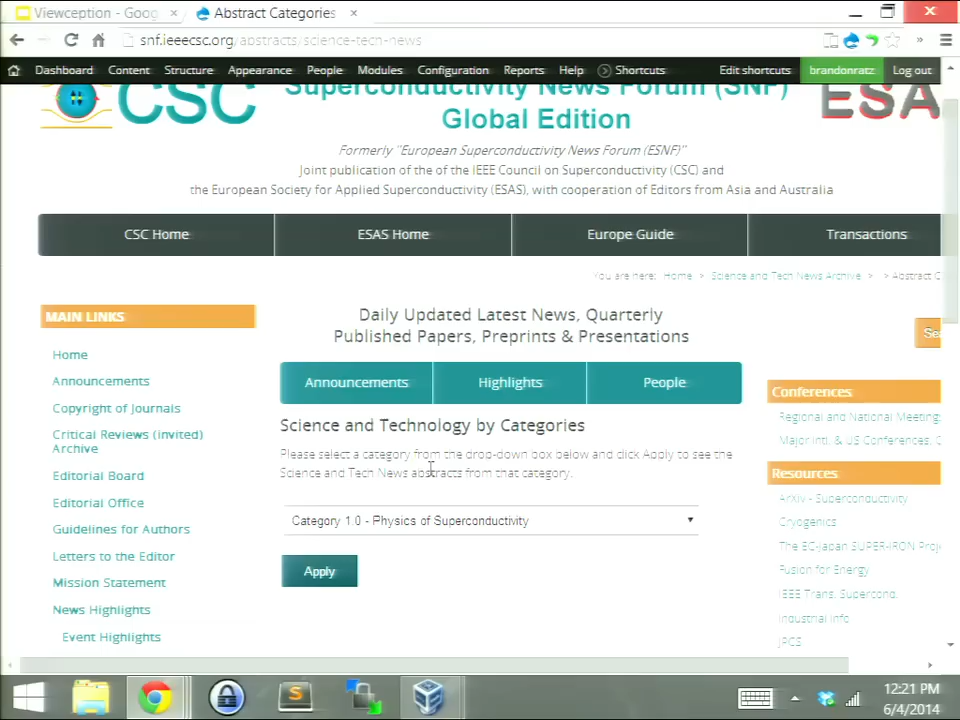 Viewception - Goog
Abstract Categories
snf.ieeecsc.org/abstracts/science-tech-news
Dashboard Content Structure Appearance People Modules Configuration Reports Help Shortcuts Edit shortcuts brandonratz Log out
CSC
Superconductivity News Forum (SNF)
Global Edition
ESA
Formerly "European Superconductivity News Forum (ESNF)"
Joint publication of the of the IEEE Council on Superconductivity (CSC) and
the European Society for Applied Superconductivity (ESAS), with cooperation of Editors from Asia and Australia
CSC Home ESAS Home Europe Guide Transactions
You are here: Home > Science and Tech News Archive > > Abstract C
MAIN LINKS
Home
Announcements
Copyright of Journals
Critical Reviews (invited)
Archive
Editorial Board
Editorial Office
Guidelines for Authors
Letters to the Editor
Mission Statement
News Highlights
Event Highlights
Daily Updated Latest News, Quarterly
Published Papers, Preprints & Presentations
Announcements Highlights People
Science and Technology by Categories
Please select a category from the drop-down box below and click Apply to see the
Science and Tech News abstracts from that category.
Category 1.0 - Physics of Superconductivity
Apply
Sea
Conferences
Regional and National Meetings
Major Intl. & US Conferences, C
Resources
ArXiv - Superconductivity
Cryogenics
The EC-Japan SUPER-IRON Proj
Fusion for Energy
IEEE Trans. Supercond.
Industrial Info
JPCS
12:21 PM
6/4/2014